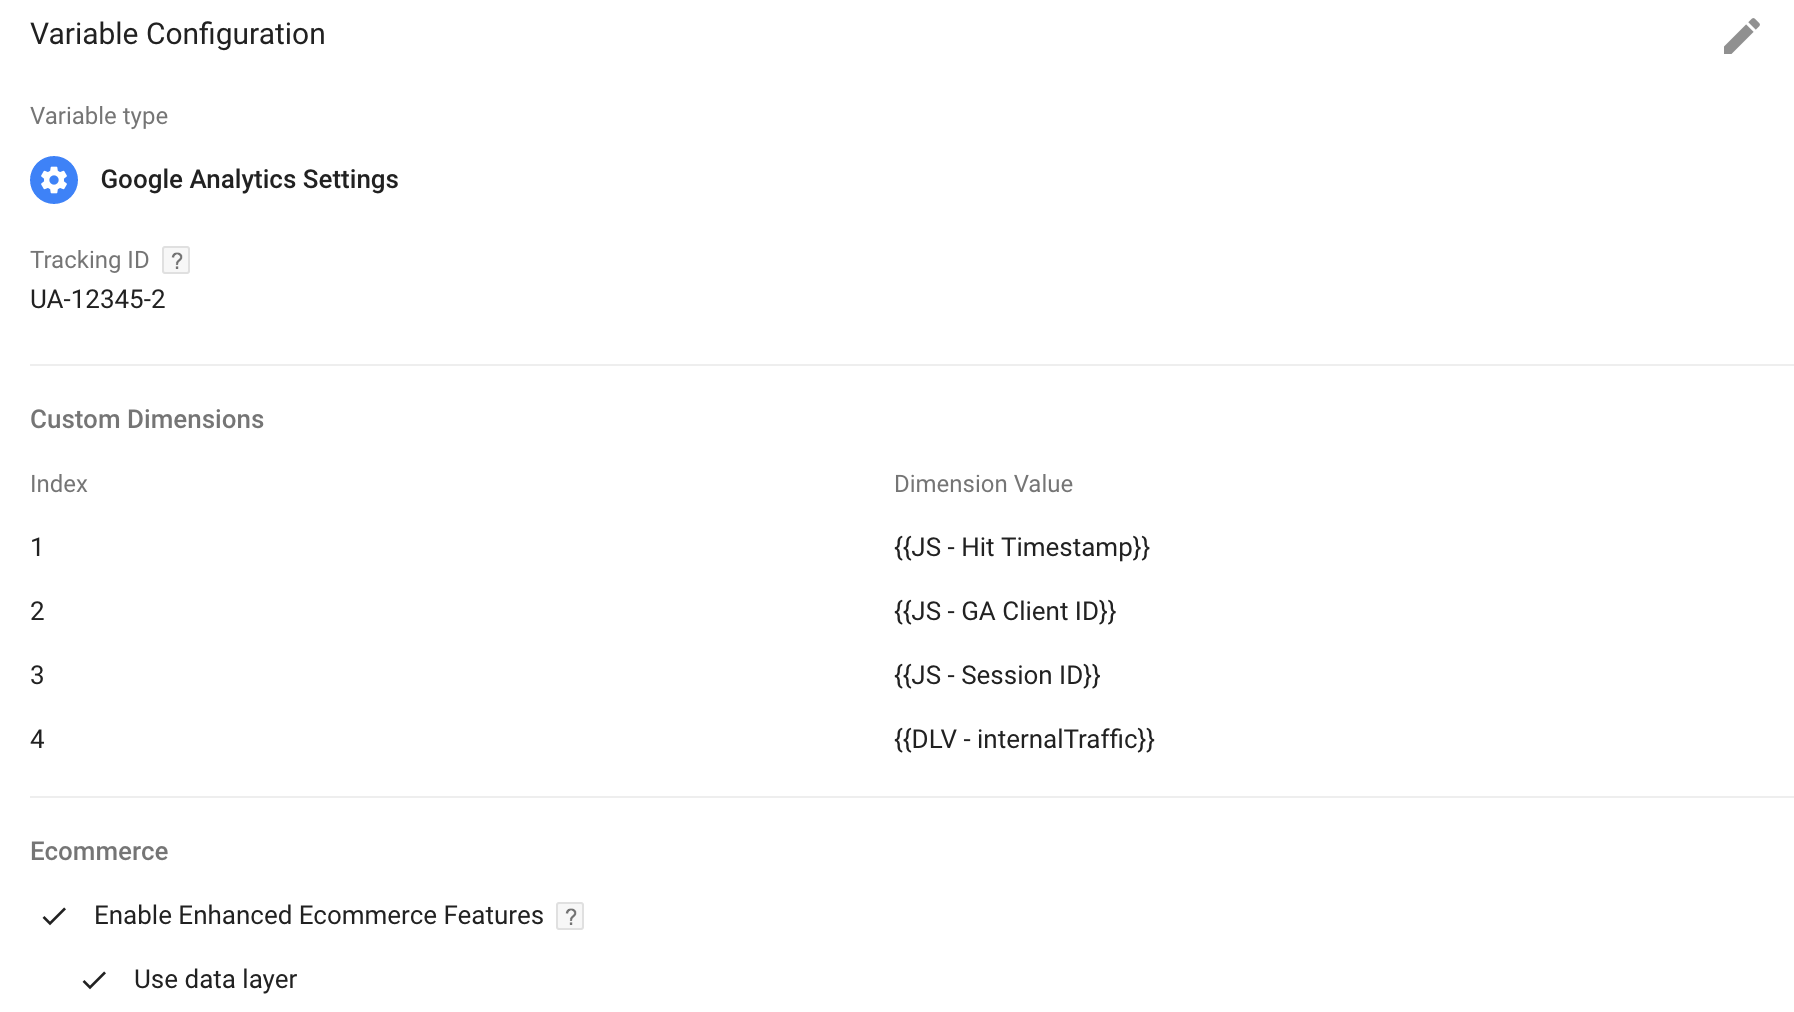 Variable Configuration
Variable type
Google Analytics Settings
Tracking ID ?
UA-12345-2
Custom Dimensions
Index Dimension Value
1 {{JS - Hit Timestamp}}
2 {{JS - GA Client ID}}
3 {{JS - Session ID}}
4 {{DLV - internalTraffic}}
Ecommerce
Enable Enhanced Ecommerce Features ?
Use data layer